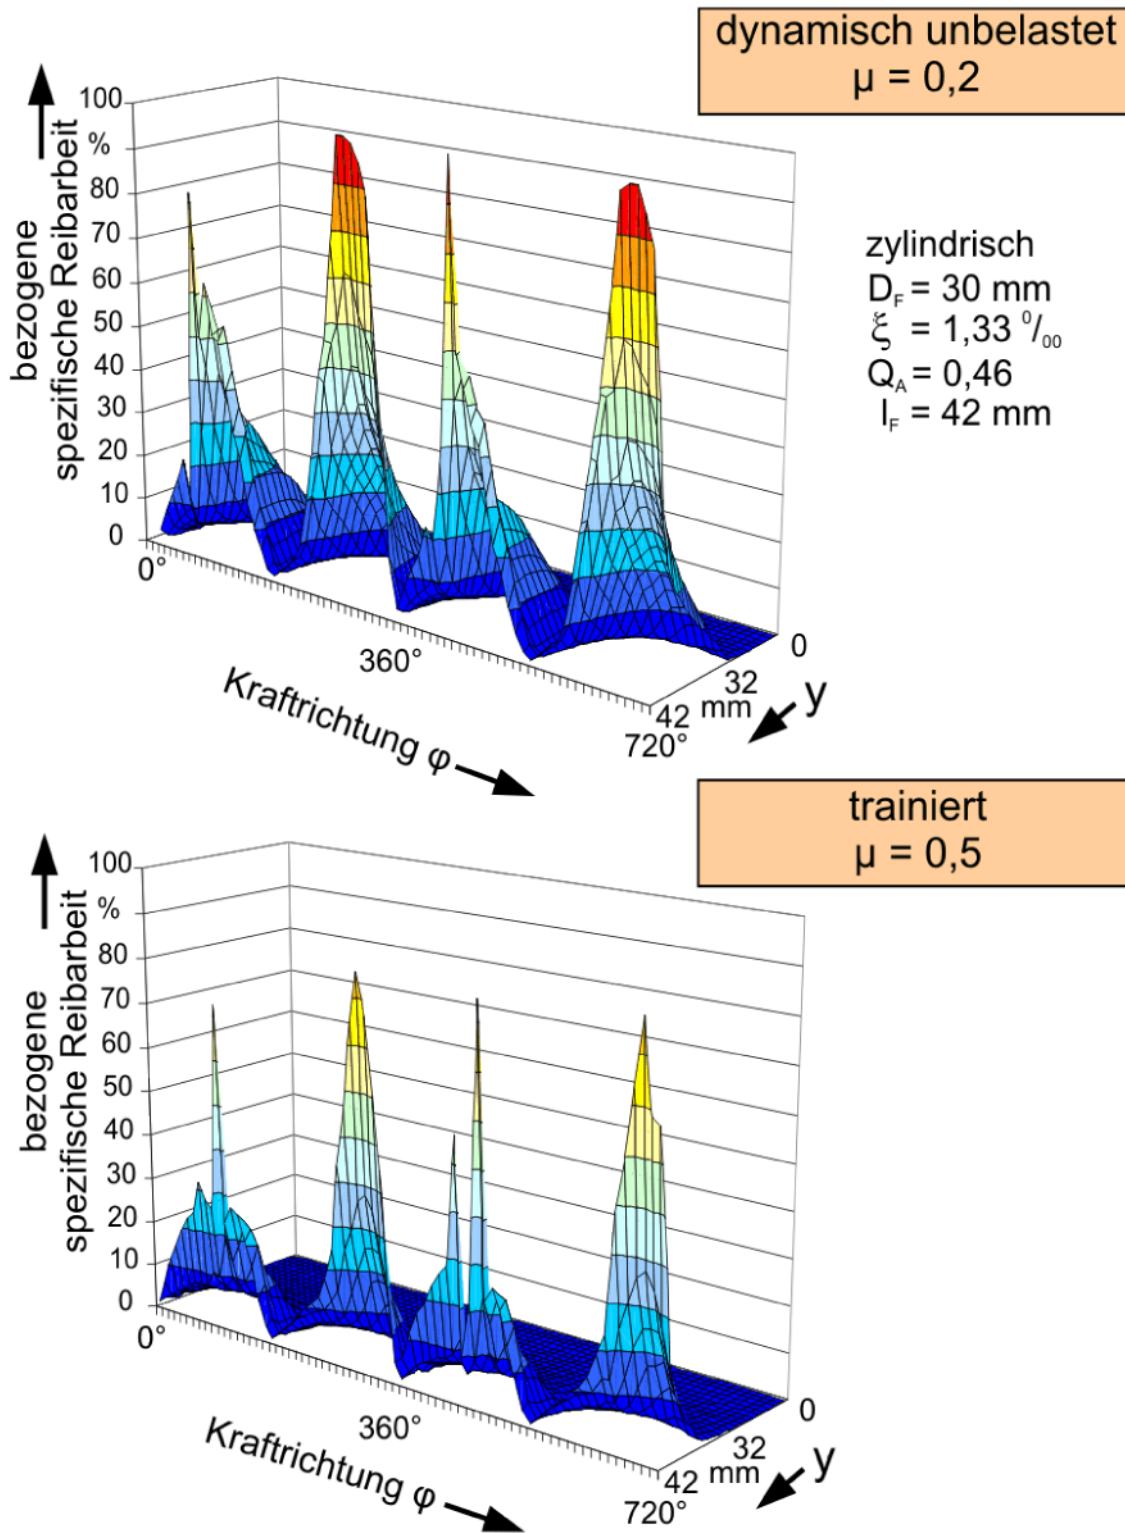 dynamisch unbelastet
μ = 0,2
100
%
80
70
60
50
40
30
20
10
0
bezogene
spezifische Reibarbeit
zylindrisch
D_F = 30 mm
ξ = 1,33 ⁰/₀₀
Q_A = 0,46
l_F = 42 mm
0°
360°
720°
Kraftrichtung φ
42
mm
32
0
y
trainiert
μ = 0,5
100
%
80
70
60
50
40
30
20
10
0
bezogene
spezifische Reibarbeit
0°
360°
720°
Kraftrichtung φ
42
mm
32
0
y